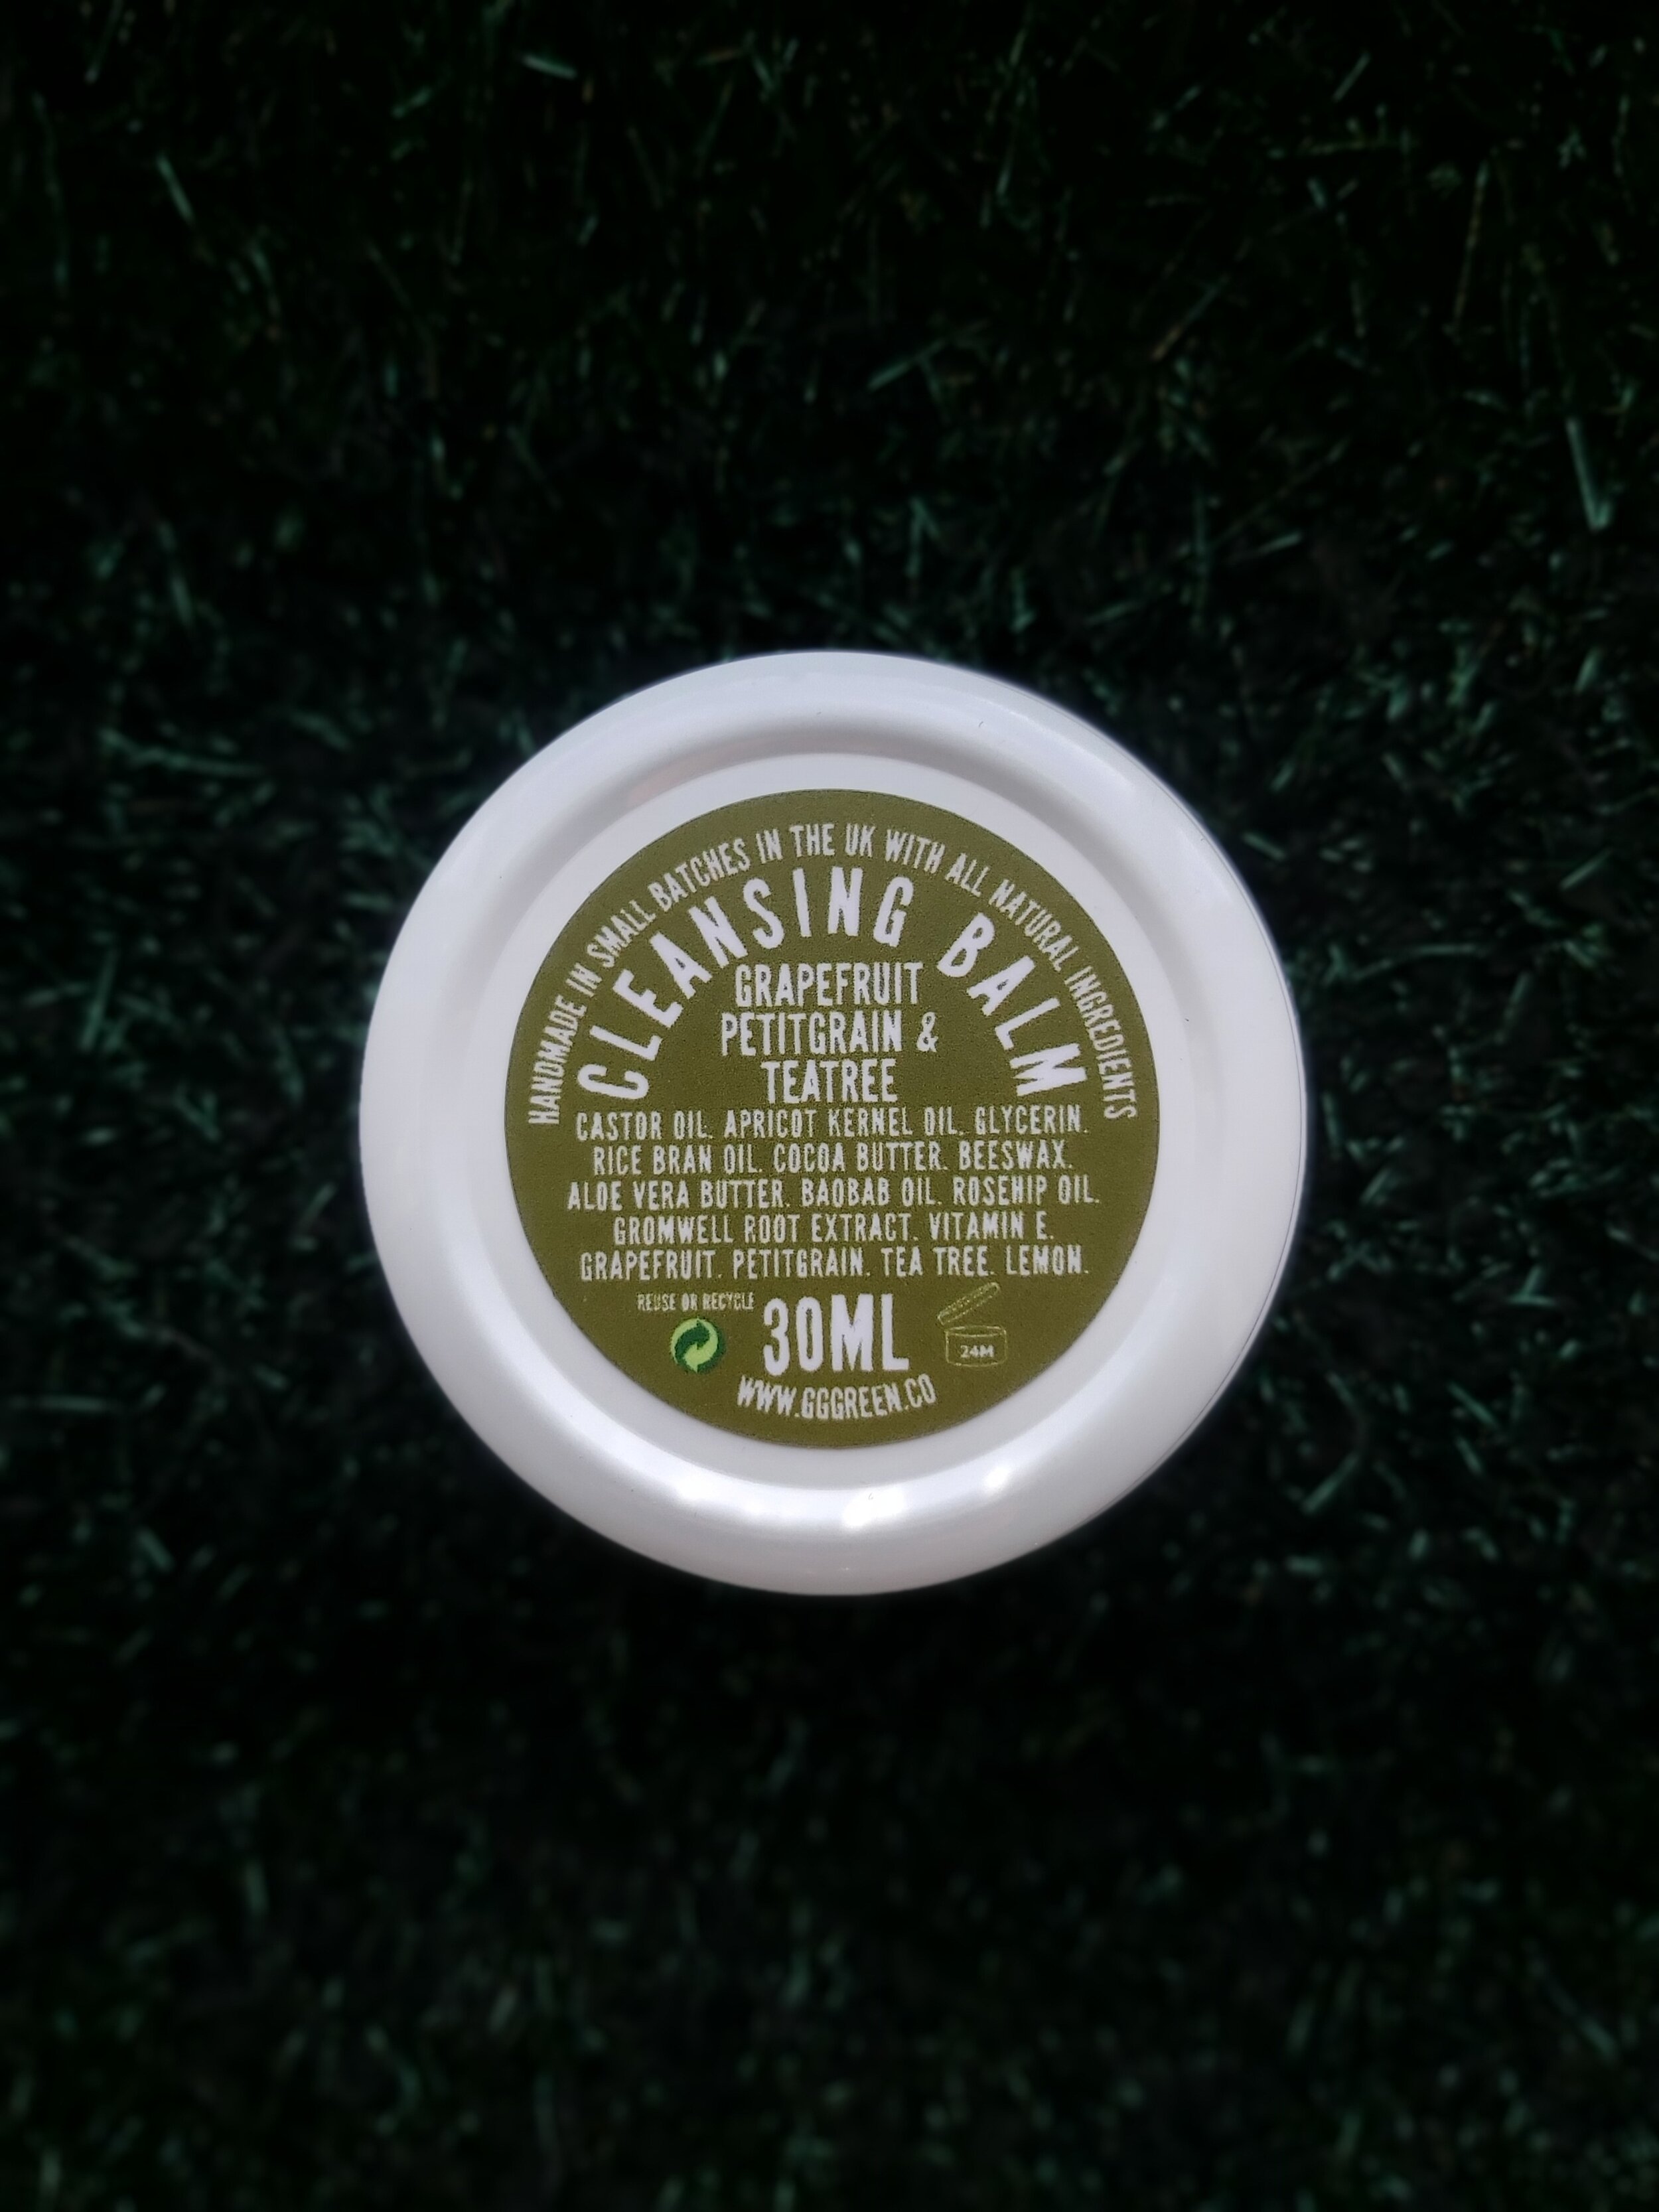 HANDMADE IN SMALL BATCHES IN THE UK WITH ALL NATURAL INGREDIENTS
CLEANSING BALM
GRAPEFRUIT
PETITGRAIN &
TEATREE
CASTOR OIL. APRICOT KERNEL OIL. GLYCERIN.
RICE BRAN OIL. COCOA BUTTER. BEESWAX.
ALOE VERA BUTTER. BAOBAB OIL. ROSEHIP OIL.
GROMWELL ROOT EXTRACT. VITAMIN E.
GRAPEFRUIT. PETITGRAIN. TEA TREE. LEMON.
REUSE OR RECYCLE
30ML
24M
WWW.GGGREEN.CO